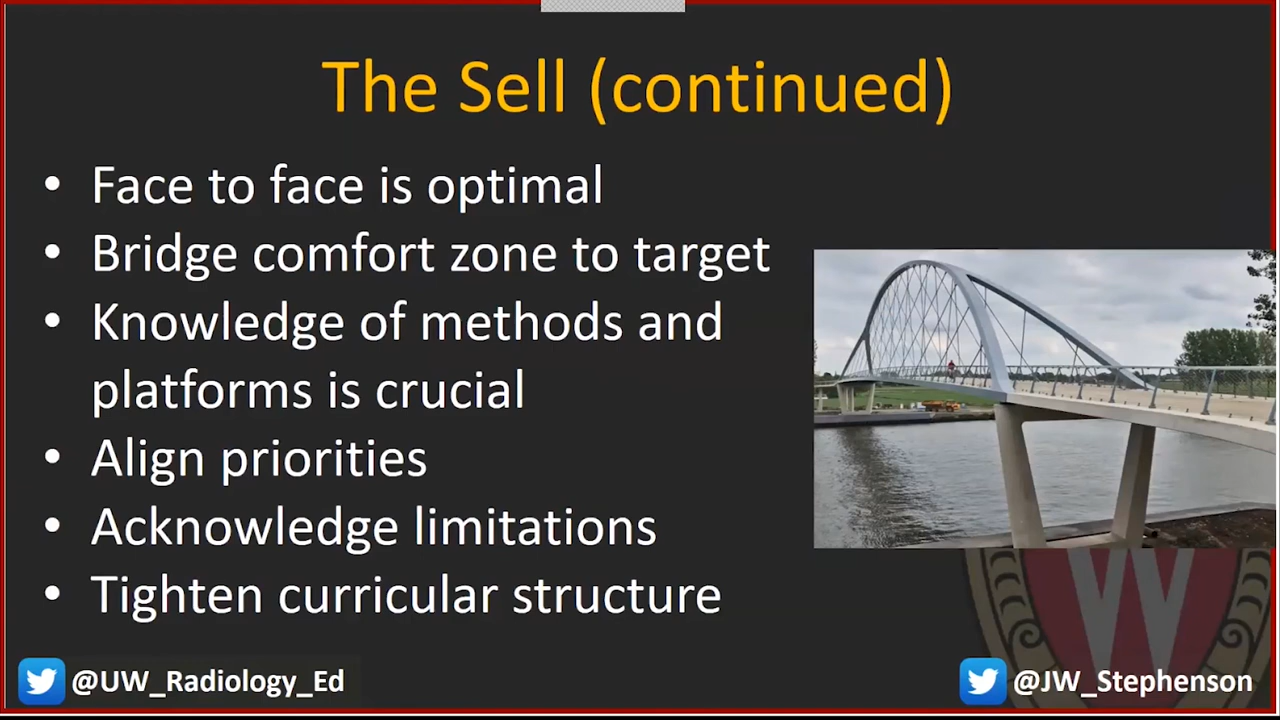 The Sell (continued)
• Face to face is optimal
• Bridge comfort zone to target
• Knowledge of methods and
platforms is crucial
• Align priorities
• Acknowledge limitations
• Tighten curricular structure
W
@UW_Radiology_Ed
@JW_Stephenson